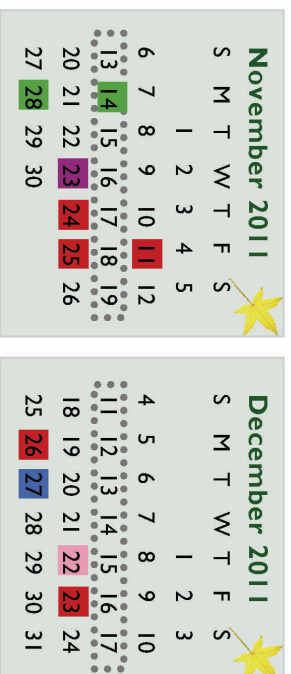 November 2011
S M T W T F S
1 2 3 4 5
6 7 8 9 10 11 12
13 14 15 16 17 18 19
20 21 22 23 24 25 26
27 28 29 30
December 2011
S M T W T F S
1 2 3
4 5 6 7 8 9 10
11 12 13 14 15 16 17
18 19 20 21 22 23 24
25 26 27 28 29 30 31